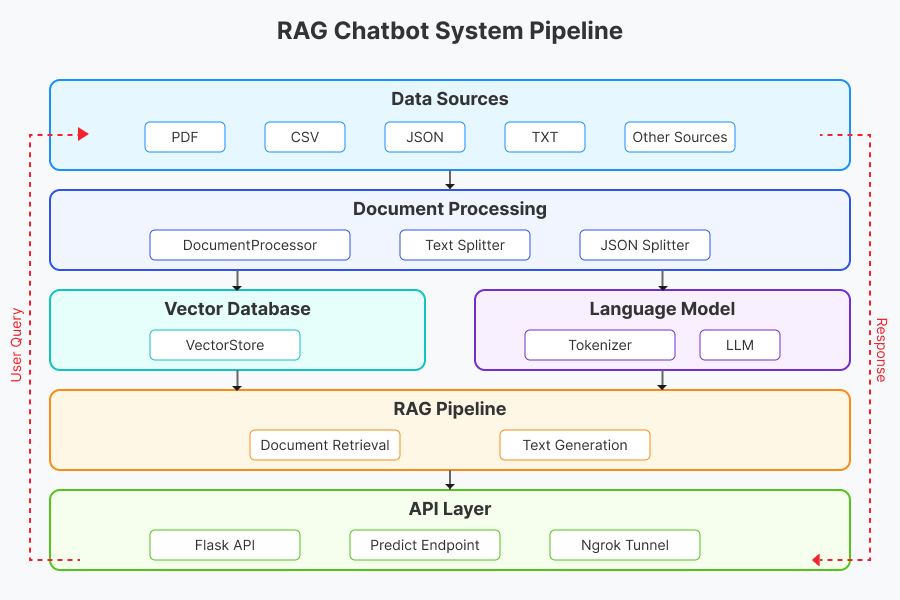 RAG Chatbot System Pipeline
Data Sources
PDF
CSV
JSON
TXT
Other Sources
Document Processing
DocumentProcessor
Text Splitter
JSON Splitter
Vector Database
VectorStore
Language Model
Tokenizer
LLM
RAG Pipeline
Document Retrieval
Text Generation
API Layer
Flask API
Predict Endpoint
Ngrok Tunnel
User Query
Response